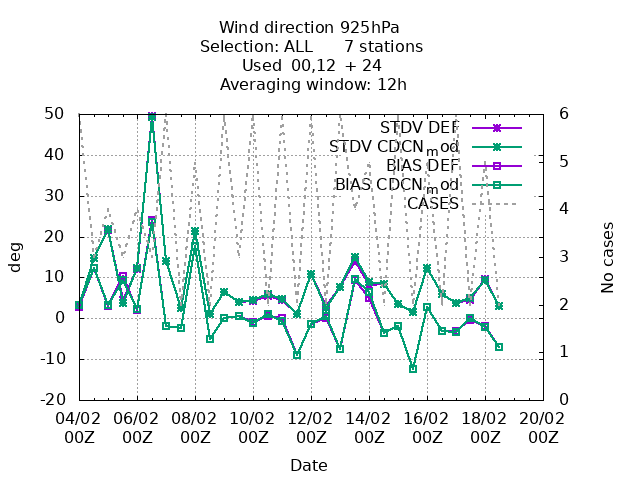 Wind direction 925hPa
Selection: ALL 7 stations
Used 00,12 + 24
Averaging window: 12h
50
40
30
20
10
0
-10
-20
deg
6
5
4
3
2
1
0
No cases
STDV DEF
STDV CDCN_mod
BIAS DEF
BIAS CDCN_mod
CASES
04/02 06/02 08/02 10/02 12/02 14/02 16/02 18/02 20/02
00Z 00Z 00Z 00Z 00Z 00Z 00Z 00Z 00Z
Date